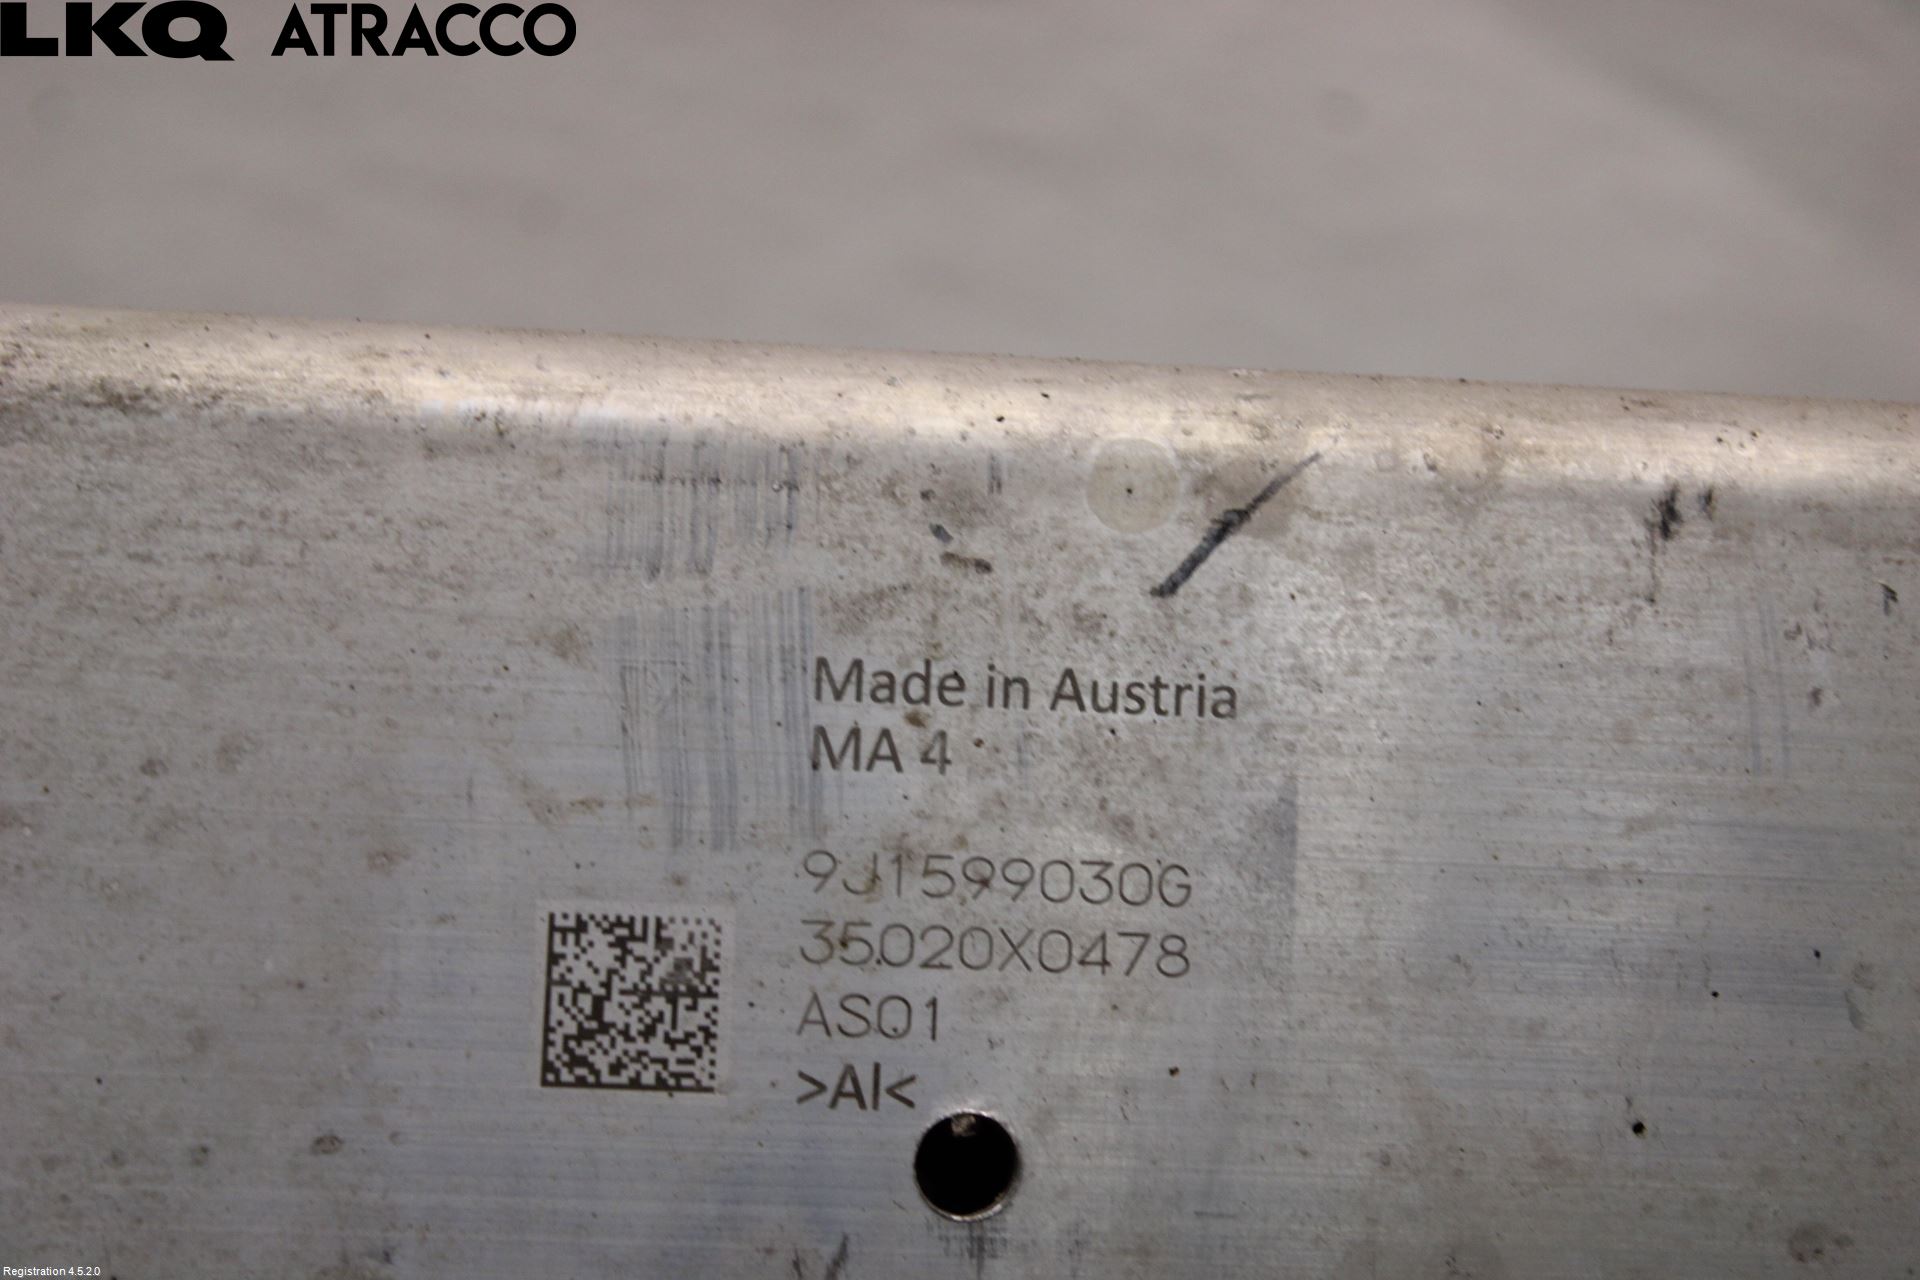 LKQ ATRACCO
Made in Austria
MA 4
9J1599030G
35020X0478
AS01
>Al<
Registration 4.5.2.0